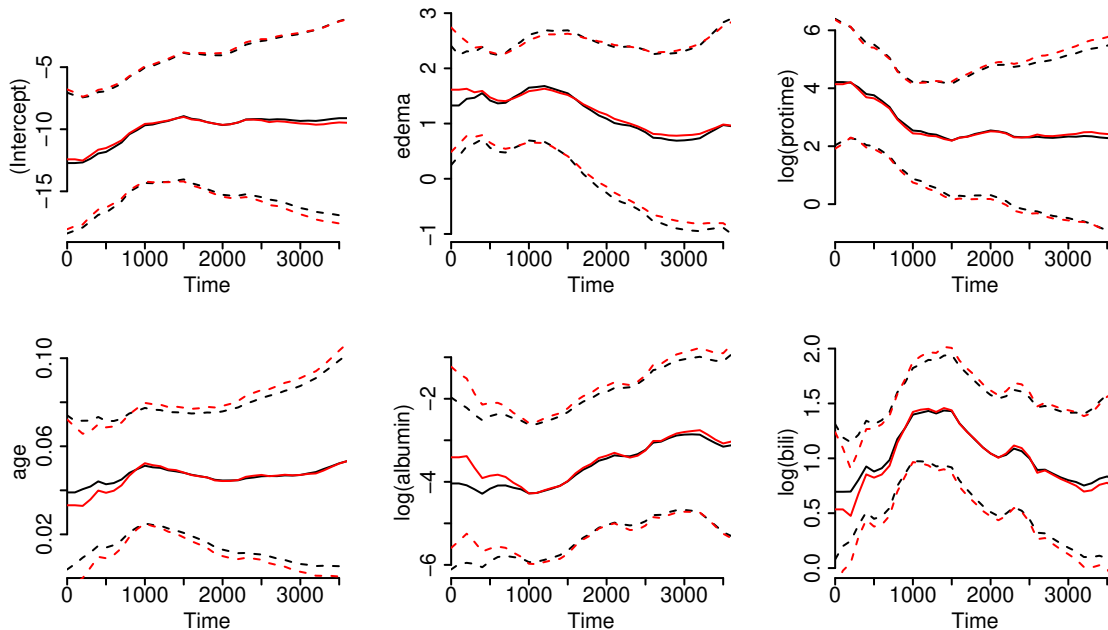 (Intercept)
−5
−10
−15
0 1000 2000 3000
Time
edema
3
2
1
0
−1
0 1000 2000 3000
Time
log(protime)
6
4
2
0
0 1000 2000 3000
Time
age
0.10
0.06
0.02
0 1000 2000 3000
Time
log(albumin)
−2
−4
−6
0 1000 2000 3000
Time
log(bili)
2.0
1.5
1.0
0.5
0.0
0 1000 2000 3000
Time